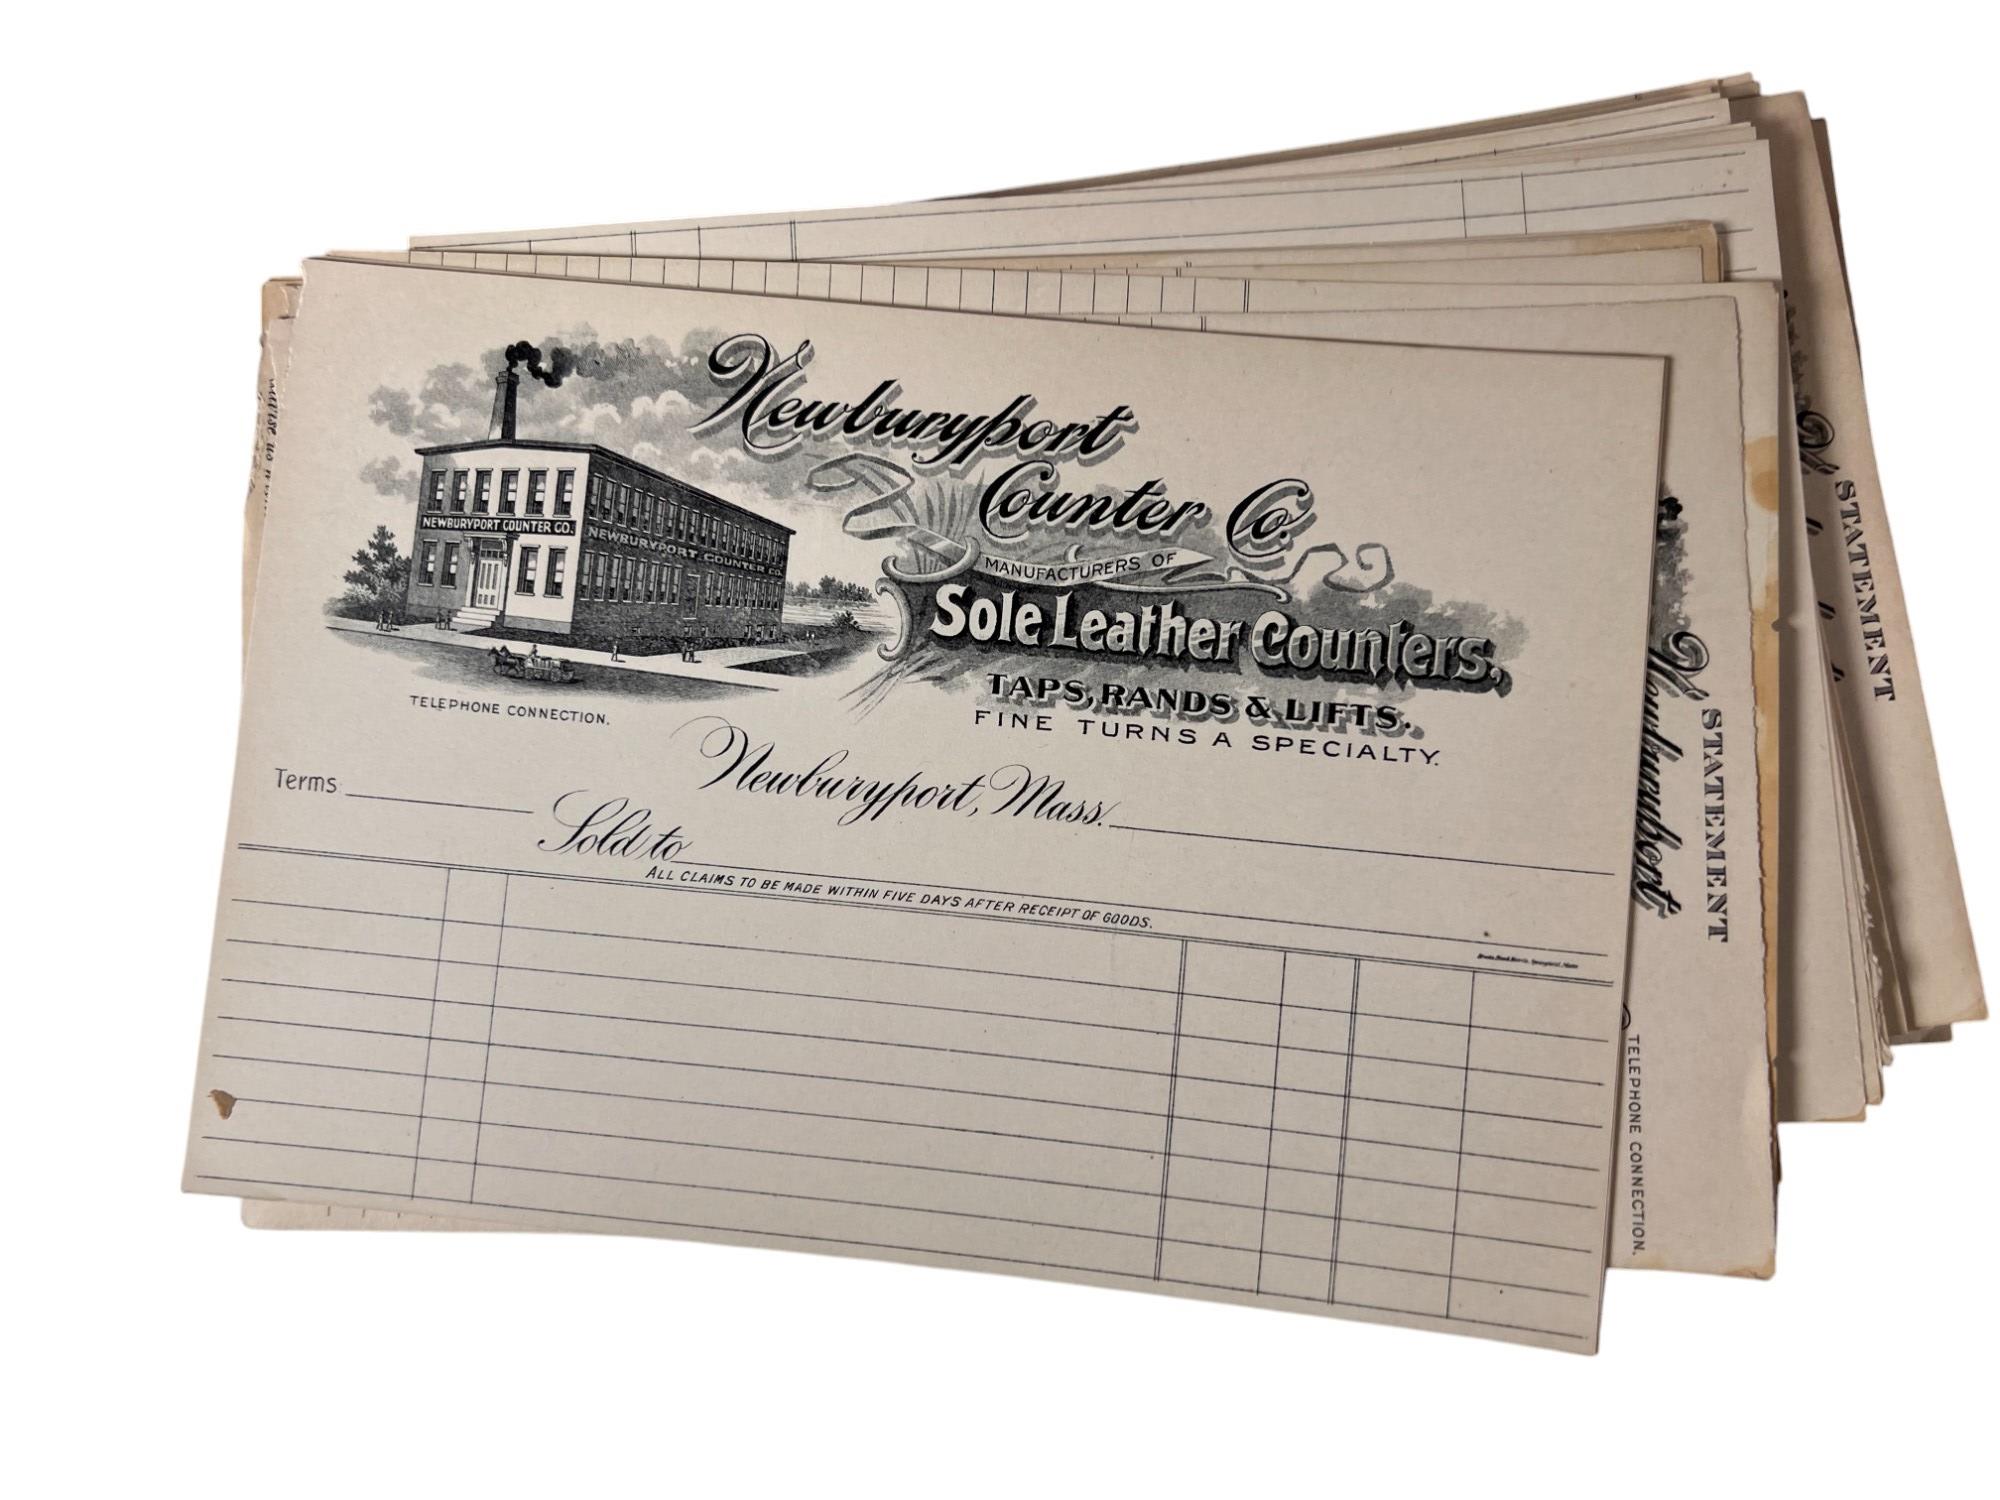 Newburyport
Counter Co.
MANUFACTURERS OF
Sole Leather Counters,
TAPS, RANDS & LIFTS.
FINE TURNS A SPECIALTY.
NEWBURYPORT COUNTER CO.
NEWBURYPORT COUNTER CO.
TELEPHONE CONNECTION.
Newburyport, Mass.
Terms
Sold to
ALL CLAIMS TO BE MADE WITHIN FIVE DAYS AFTER RECEIPT OF GOODS.
STATEMENT
Newburyport
TELEPHONE CONNECTION.
STATEMENT